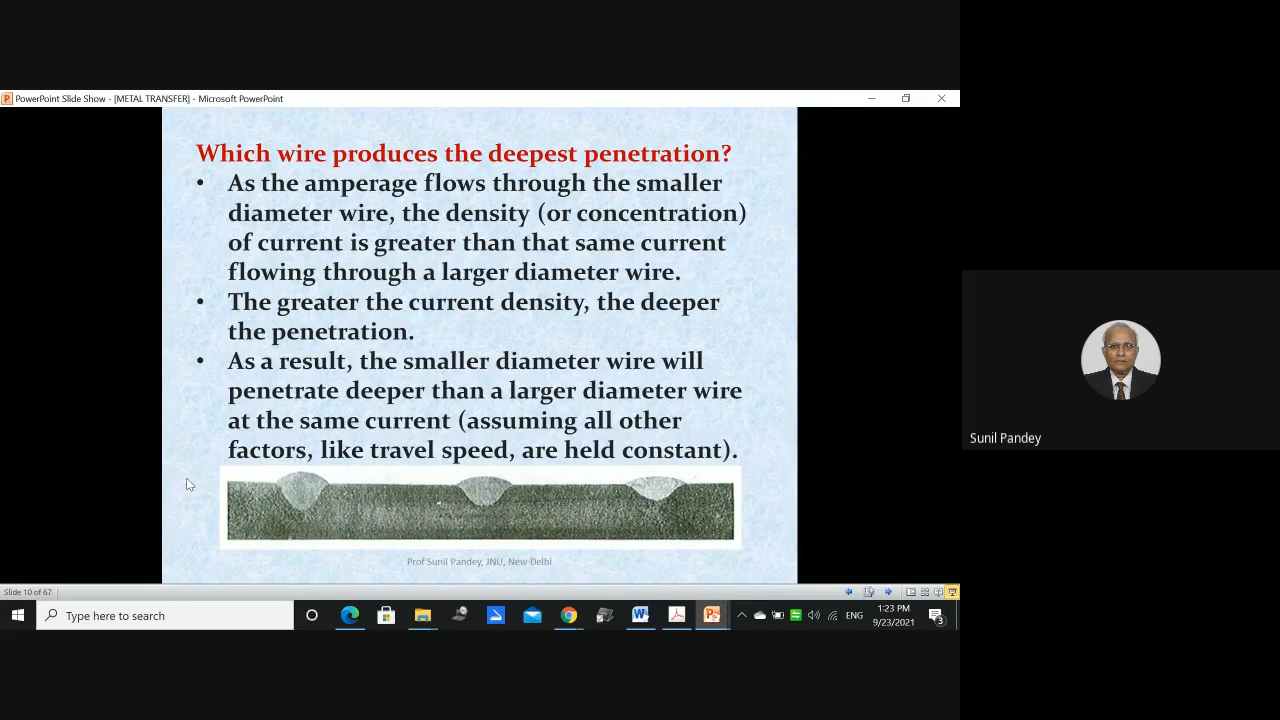 PowerPoint Slide Show - [METAL TRANSFER] - Microsoft PowerPoint
Which wire produces the deepest penetration?
• As the amperage flows through the smaller
diameter wire, the density (or concentration)
of current is greater than that same current
flowing through a larger diameter wire.
• The greater the current density, the deeper
the penetration.
• As a result, the smaller diameter wire will
penetrate deeper than a larger diameter wire
at the same current (assuming all other
factors, like travel speed, are held constant).
Prof Sunil Pandey, JNU, New Delhi
Sunil Pandey
Slide 10 of 67
Type here to search
ENG
1:23 PM
9/23/2021
3